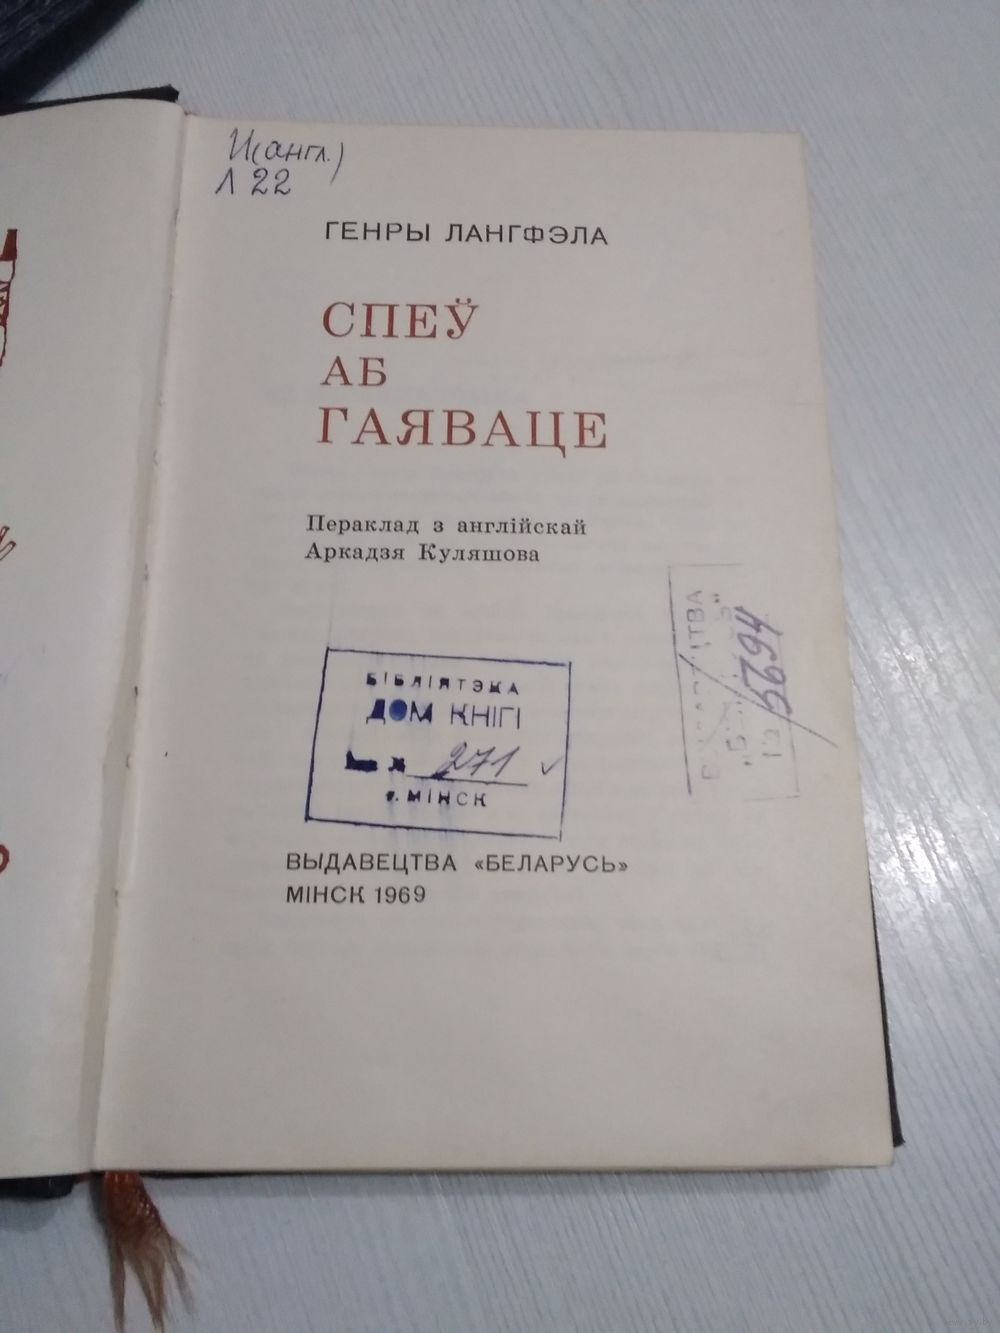 И(англ.)
Л 22
ГЕНРЫ ЛАНГФЭЛА
СПЕЎ
АБ
ГАЯВАЦЕ
Пераклад з англійскай
Аркадзя Куляшова
БІБЛІЯТЭКА
ДОМ КНІГІ
271
г. МІНСК
5694
ВЫДАВЕЦТВА «БЕЛАРУСЬ»
МІНСК 1969